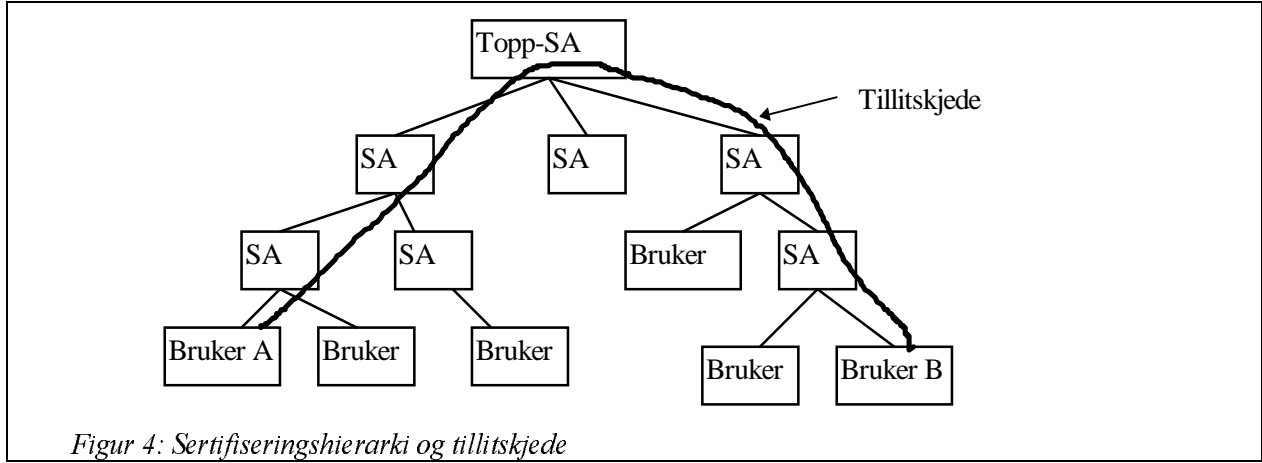 Topp-SA
Tillitskjede
SA
SA
SA
SA
SA
Bruker
SA
Bruker A
Bruker
Bruker
Bruker
Bruker B
Figur 4: Sertifiseringshierarki og tillitskjede